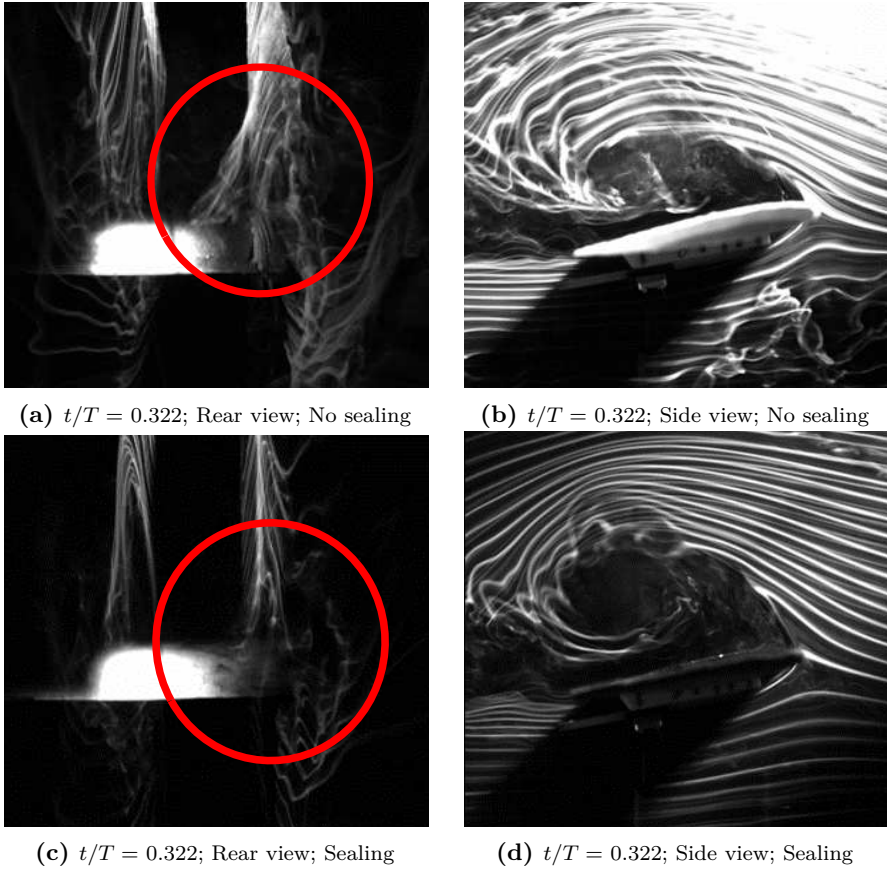 (a) t/T = 0.322; Rear view; No sealing
(b) t/T = 0.322; Side view; No sealing
(c) t/T = 0.322; Rear view; Sealing
(d) t/T = 0.322; Side view; Sealing